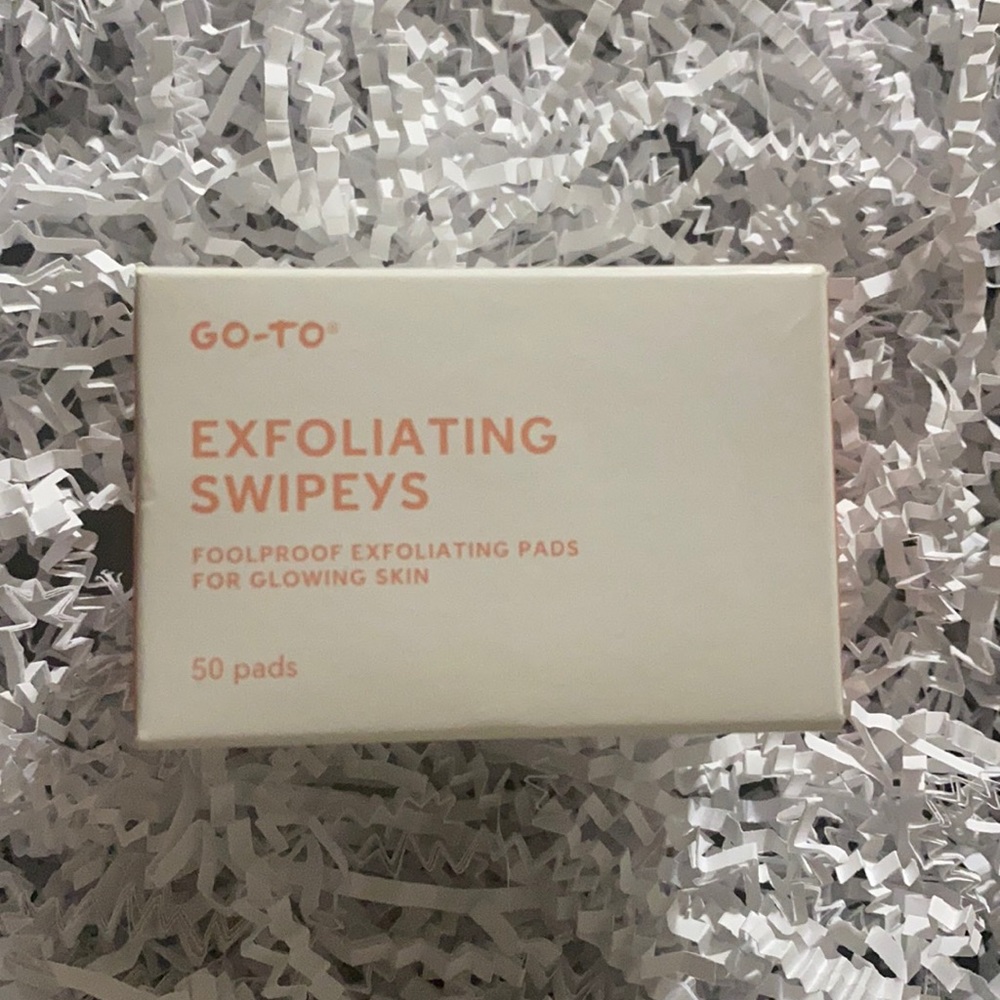 GO-TO®
EXFOLIATING
SWIPEYS
FOOLPROOF EXFOLIATING PADS
FOR GLOWING SKIN
50 pads